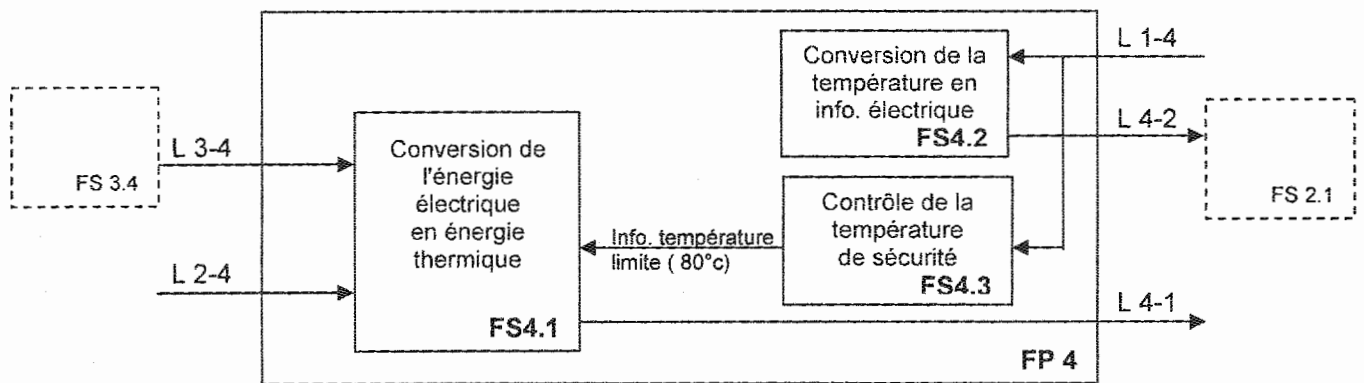 FS 3.4
L 3-4
L 2-4
Conversion de
l'énergie
électrique
en énergie
thermique
FS4.1
Info. température
limite ( 80°c)
Conversion de la
température en
info. électrique
FS4.2
Contrôle de la
température
de sécurité
FS4.3
L 1-4
L 4-2
FS 2.1
L 4-1
FP 4